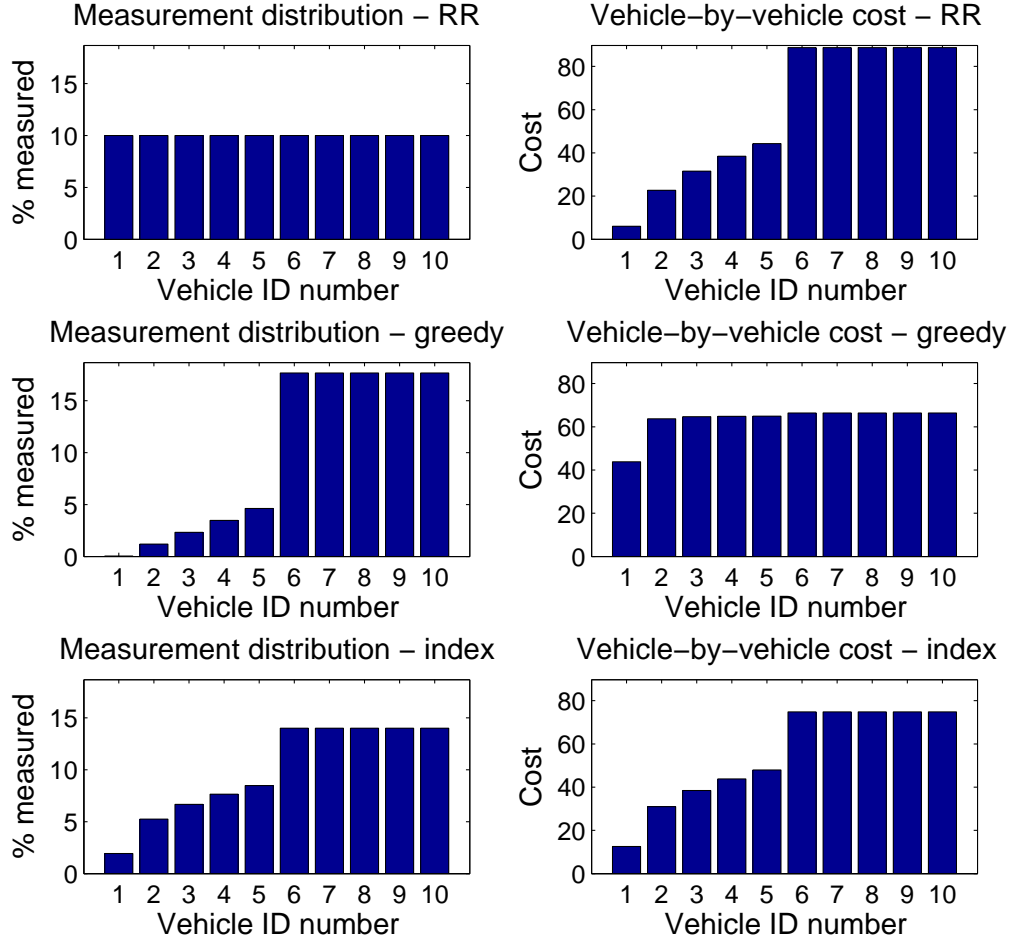 Measurement distribution − RR
% measured
15
10
5
0
1 2 3 4 5 6 7 8 9 10
Vehicle ID number
Vehicle−by−vehicle cost − RR
Cost
80
60
40
20
0
1 2 3 4 5 6 7 8 9 10
Vehicle ID number
Measurement distribution − greedy
% measured
15
10
5
0
1 2 3 4 5 6 7 8 9 10
Vehicle ID number
Vehicle−by−vehicle cost − greedy
Cost
80
60
40
20
0
1 2 3 4 5 6 7 8 9 10
Vehicle ID number
Measurement distribution − index
% measured
15
10
5
0
1 2 3 4 5 6 7 8 9 10
Vehicle ID number
Vehicle−by−vehicle cost − index
Cost
80
60
40
20
0
1 2 3 4 5 6 7 8 9 10
Vehicle ID number